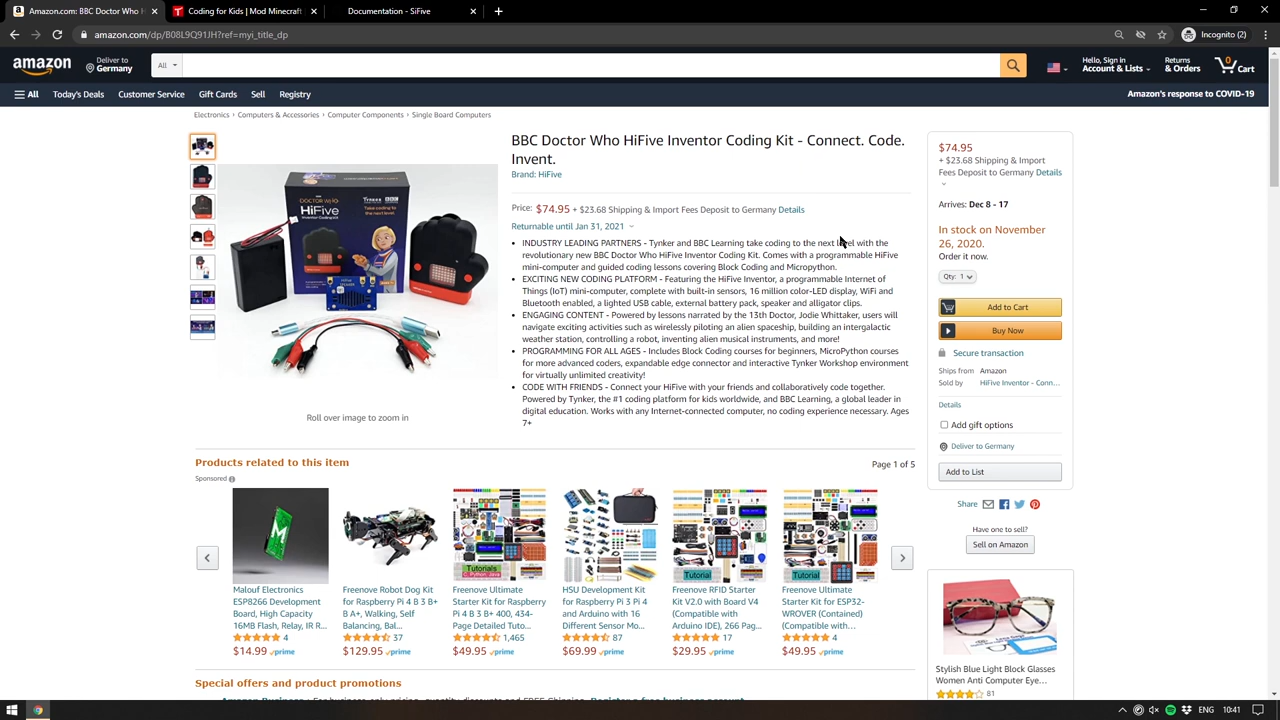 amazon.com/dp/B08L9Q91JH?ref=myi_title_dp
Incognito (2)
amazon
Deliver to
Germany
All
Hello, Sign in
Account & Lists
Returns
& Orders
0
Cart
All
Today's Deals
Customer Service
Gift Cards
Sell
Registry
Amazon's response to COVID-19
Electronics › Computers & Accessories › Computer Components › Single Board Computers
DOCTOR WHO
HiFive
Take coding to
the next level
BBC
Roll over image to zoom in
BBC Doctor Who HiFive Inventor Coding Kit - Connect. Code.
Invent.
Brand: HiFive
Price: $74.95 + $23.68 Shipping & Import Fees Deposit to Germany Details
Returnable until Jan 31, 2021
• INDUSTRY LEADING PARTNERS - Tynker and BBC Learning take coding to the next level with the
revolutionary new BBC Doctor Who HiFive Inventor Coding Kit. Comes with a programmable HiFive
mini-computer and guided coding lessons covering Block Coding and Micropython.
• EXCITING NEW CODING PLATFORM - Featuring the HiFive Inventor, a programmable Internet of
Things (IoT) mini-computer, complete with built-in sensors, 16 million color-LED display, WiFi and
Bluetooth enabled, a lighted USB cable, external battery pack, speaker and alligator clips.
• ENGAGING CONTENT - Powered by lessons narrated by the 13th Doctor, Jodie Whittaker, users will
navigate exciting activities such as wirelessly piloting an alien spaceship, building an intergalactic
weather station, controlling a robot, inventing alien musical instruments, and more!
• PROGRAMMING FOR ALL AGES - Includes Block Coding courses for beginners, MicroPython courses
for more advanced coders, expandable edge connector and interactive Tynker Workshop environment
for virtually unlimited creativity!
• CODE WITH FRIENDS - Connect your HiFive with your friends and collaboratively code together.
Powered by Tynker, the #1 coding platform for kids worldwide, and BBC Learning, a global leader in
digital education. Works with any Internet-connected computer, no coding experience necessary. Ages
7+
$74.95
+ $23.68 Shipping & Import
Fees Deposit to Germany Details
Arrives: Dec 8 - 17
In stock on November
26, 2020.
Order it now.
Qty: 1
Add to Cart
Buy Now
Secure transaction
Ships from Amazon
Sold by HiFive Inventor - Conn...
Details
Add gift options
Deliver to Germany
Add to List
Share
Have one to sell?
Sell on Amazon
Products related to this item
Page 1 of 5
Sponsored
Tutorials
C, Python, Java
Tutorial
Tutorial
Malouf Electronics
ESP8266 Development
Board, High Capacity
16MB Flash, Relay, IR R...
4
$14.99 prime
Freenove Robot Dog Kit
for Raspberry Pi 4 B 3 B+
B A+, Walking, Self
Balancing, Bal...
37
$129.95 prime
Freenove Ultimate
Starter Kit for Raspberry
Pi 4 B 3 B+ 400, 434-
Page Detailed Tuto...
1,465
$49.95 prime
HSU Development Kit
for Raspberry Pi 3 Pi 4
and Arduino with 16
Different Sensor Mo...
87
$69.99 prime
Freenove RFID Starter
Kit V2.0 with Board V4
(Compatible with
Arduino IDE), 266 Pag...
17
$29.95 prime
Freenove Ultimate
Starter Kit for ESP32-
WROVER (Contained)
(Compatible with...
4
$49.95 prime
Stylish Blue Light Block Glasses
Women Anti Computer Eye...
81
Special offers and product promotions
ENG
10:41